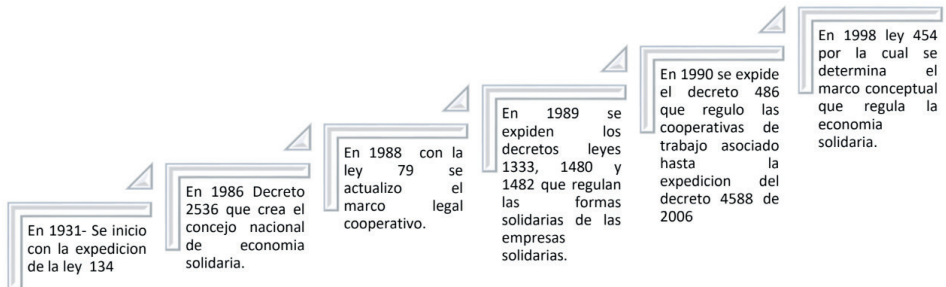 En 1931- Se inicio
con la expedicion
de la ley 134
En 1986 Decreto
2536 que crea el
concejo nacional
de economia
solidaria.
En 1988 con la
ley 79 se
actualizo el
marco legal
cooperativo.
En 1989 se
expiden los
decretos leyes
1333, 1480 y
1482 que regulan
las formas
solidarias de las
empresas
solidarias.
En 1990 se expide
el decreto 486
que regulo las
cooperativas de
trabajo asociado
hasta la
expedicion del
decreto 4588 de
2006
En 1998 ley 454
por la cual se
determina el
marco conceptual
que regula la
economia
solidaria.